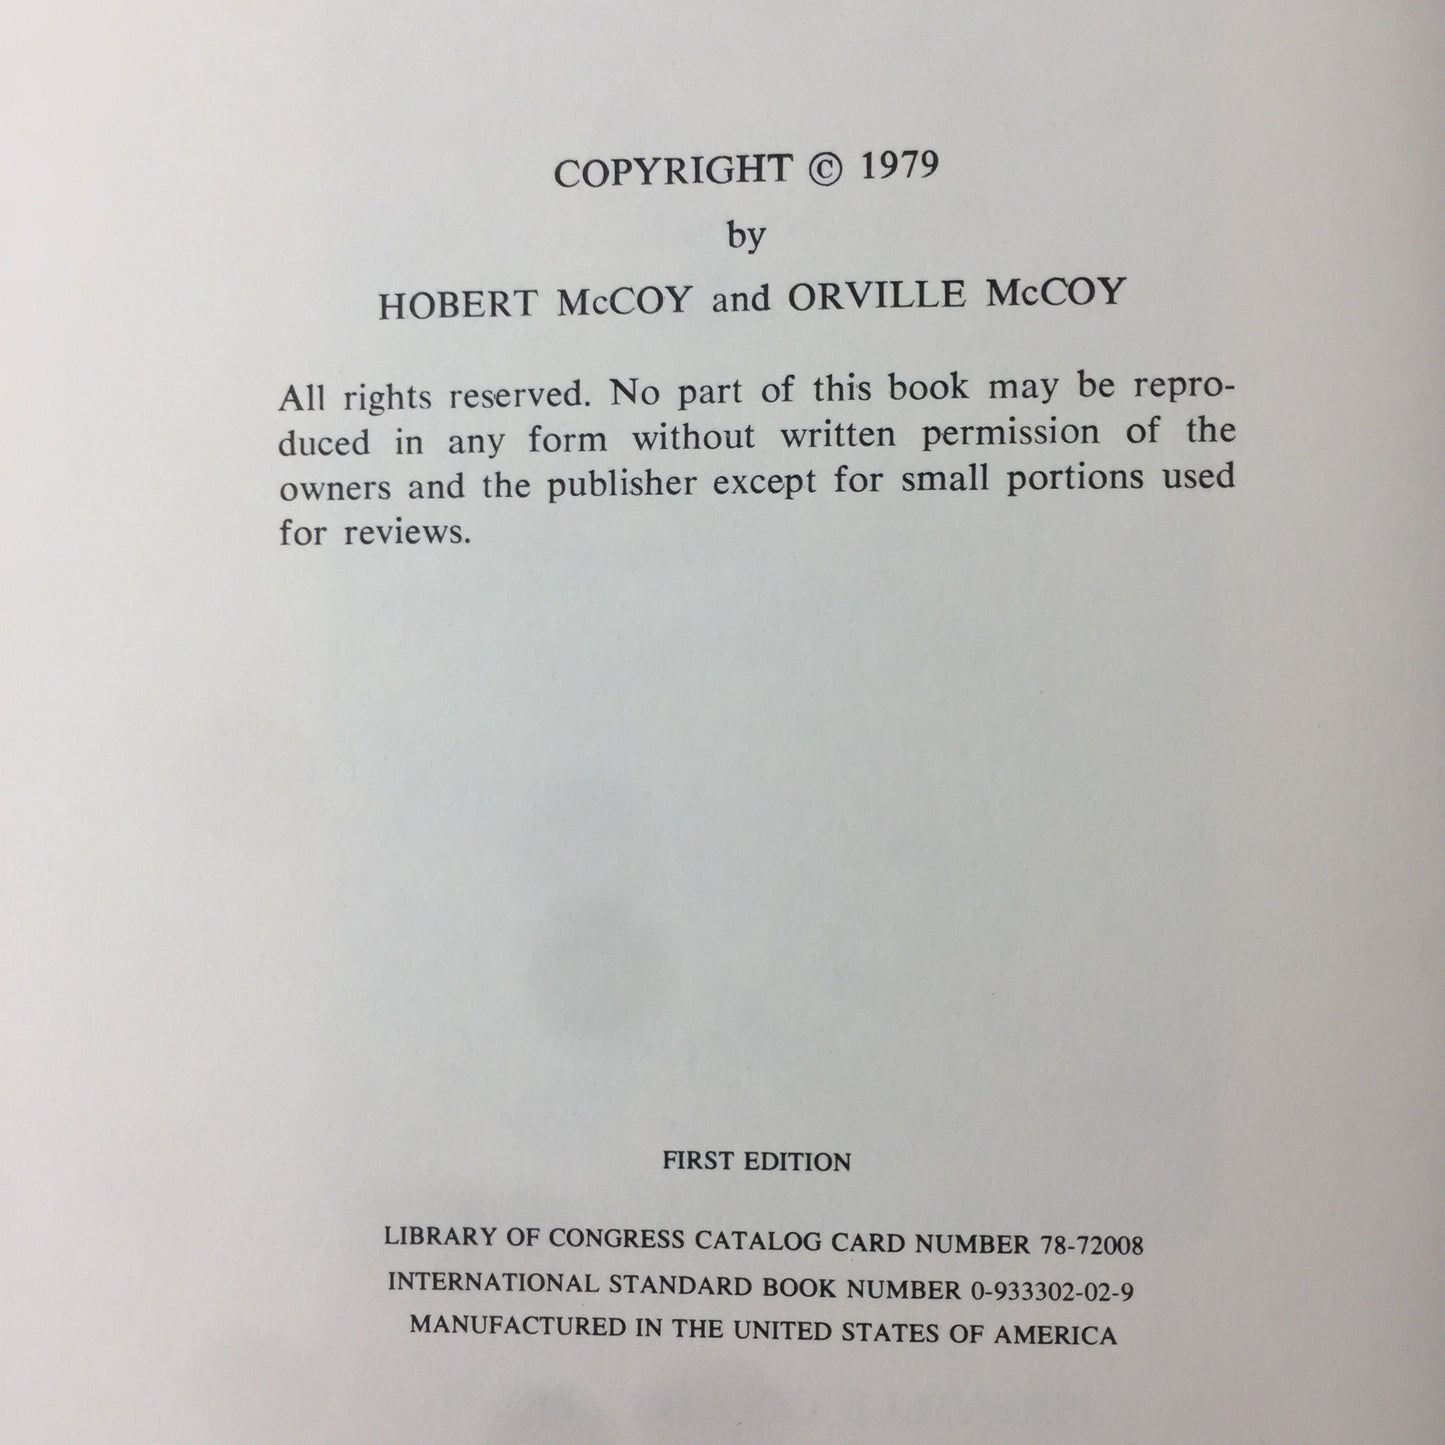 COPYRIGHT © 1979
by
HOBERT McCOY and ORVILLE McCOY
All rights reserved. No part of this book may be repro-
duced in any form without written permission of the
owners and the publisher except for small portions used
for reviews.
FIRST EDITION
LIBRARY OF CONGRESS CATALOG CARD NUMBER 78-72008
INTERNATIONAL STANDARD BOOK NUMBER 0-933302-02-9
MANUFACTURED IN THE UNITED STATES OF AMERICA